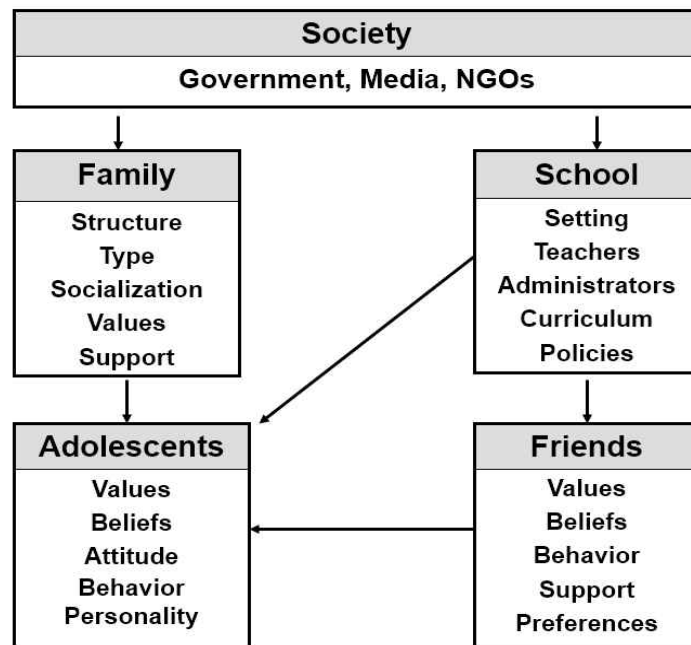 Society
Government, Media, NGOs
Family
Structure
Type
Socialization
Values
Support
School
Setting
Teachers
Administrators
Curriculum
Policies
Adolescents
Values
Beliefs
Attitude
Behavior
Personality
Friends
Values
Beliefs
Behavior
Support
Preferences